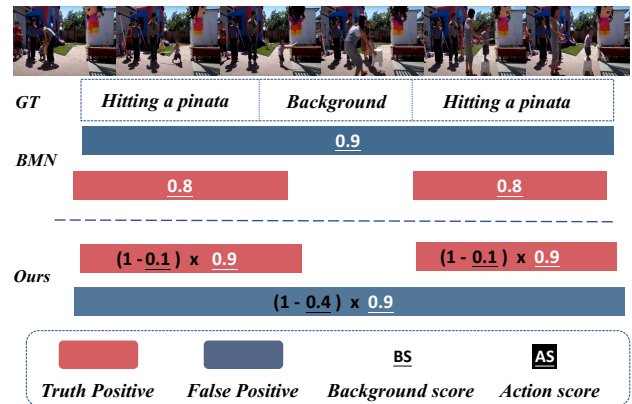 GT Hitting a pinata Background Hitting a pinata
0.9
BMN
0.8 0.8
(1-0.1) x 0.9 (1-0.1) x 0.9
Ours
(1-0.4) x 0.9
BS AS
Truth Positive False Positive Background score Action score